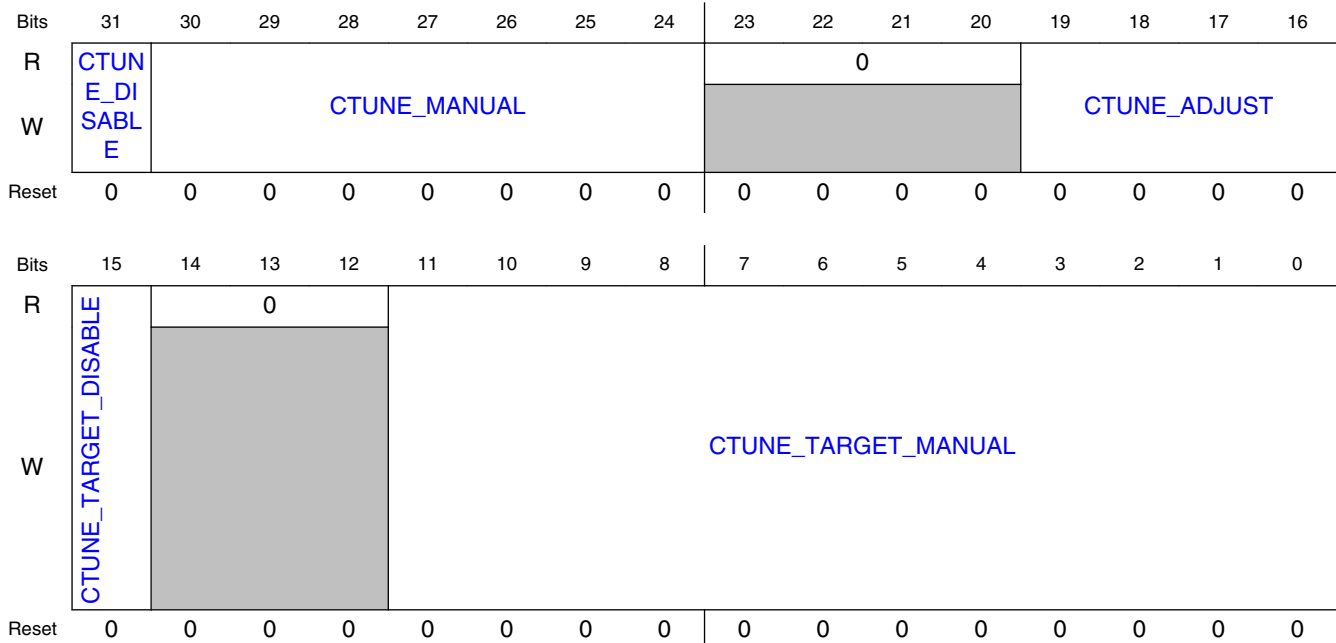 Bits 31 30 29 28 27 26 25 24 23 22 21 20 19 18 17 16
R CTUN 0
E_DI
CTUNE_MANUAL CTUNE_ADJUST
W SABL
E
Reset 0 0 0 0 0 0 0 0 0 0 0 0 0 0 0 0
Bits 15 14 13 12 11 10 9 8 7 6 5 4 3 2 1 0
R 0
CTUNE_TARGET_DISABLE
W CTUNE_TARGET_MANUAL
Reset 0 0 0 0 0 0 0 0 0 0 0 0 0 0 0 0